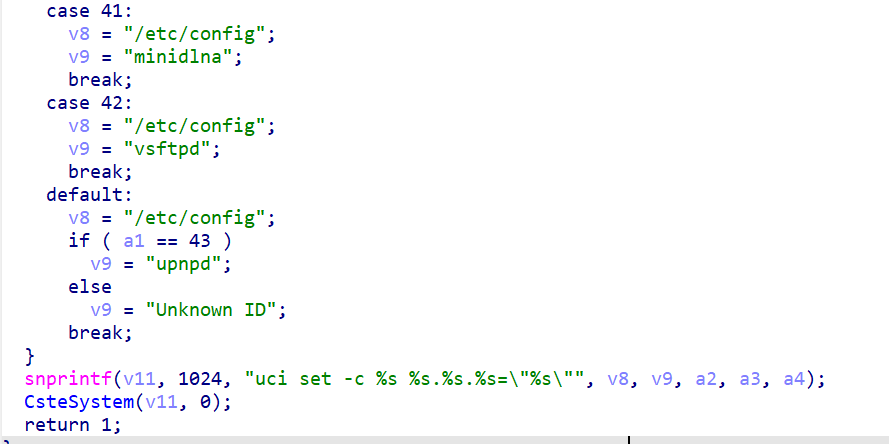 case 41:
v8 = "/etc/config";
v9 = "minidlna";
break;
case 42:
v8 = "/etc/config";
v9 = "vsftpd";
break;
default:
v8 = "/etc/config";
if ( a1 == 43 )
v9 = "upnpd";
else
v9 = "Unknown ID";
break;
}
snprintf(v11, 1024, "uci set -c %s %s.%s.%s=\"%s\"", v8, v9, a2, a3, a4);
CsteSystem(v11, 0);
return 1;